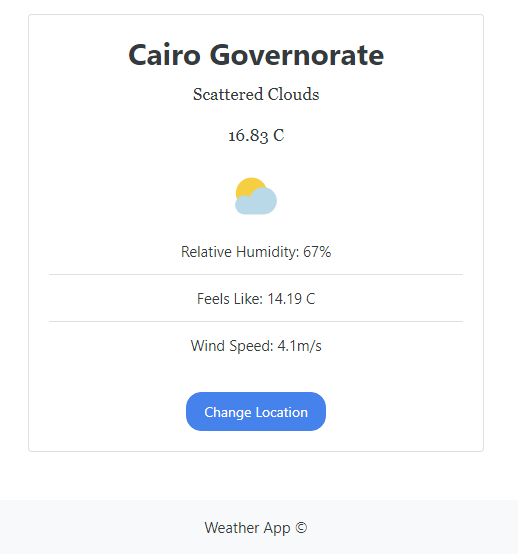 Cairo Governorate
Scattered Clouds
16.83 C
Relative Humidity: 67%
Feels Like: 14.19 C
Wind Speed: 4.1m/s
Change Location
Weather App ©